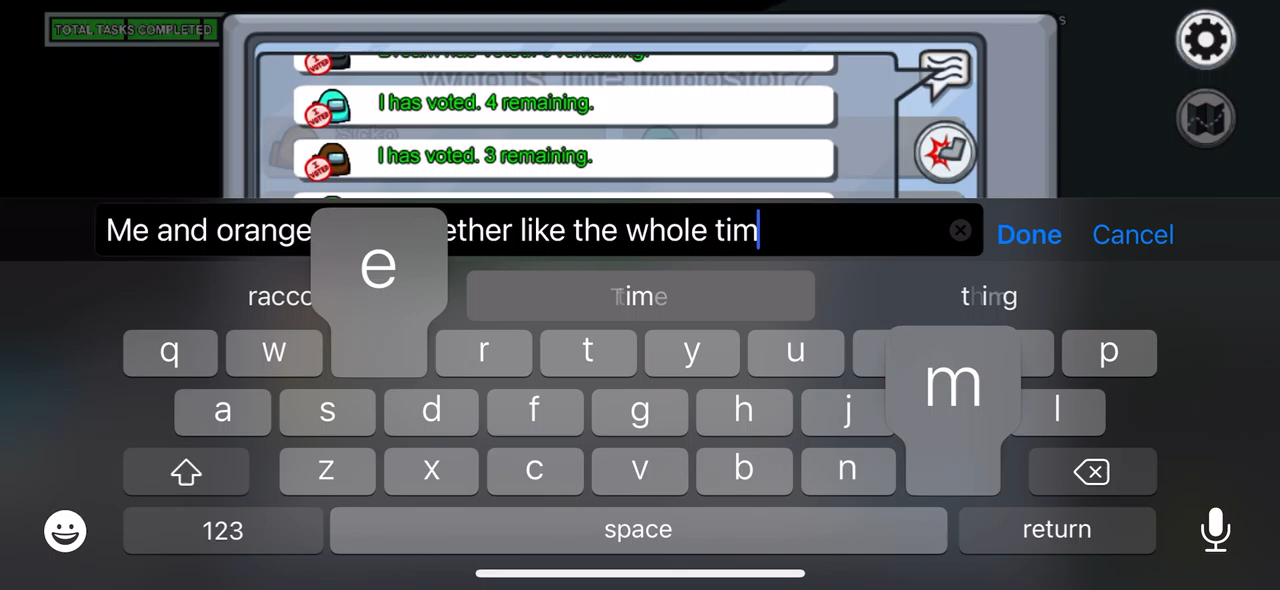 TOTAL TASKS COMPLETED
I has voted. 4 remaining.
I has voted. 3 remaining.
Sicko
Me and orange ether like the whole tim
Done
Cancel
e
time
q w r t y u p
a s d f g h j m l
z x c v b n
123
space
return